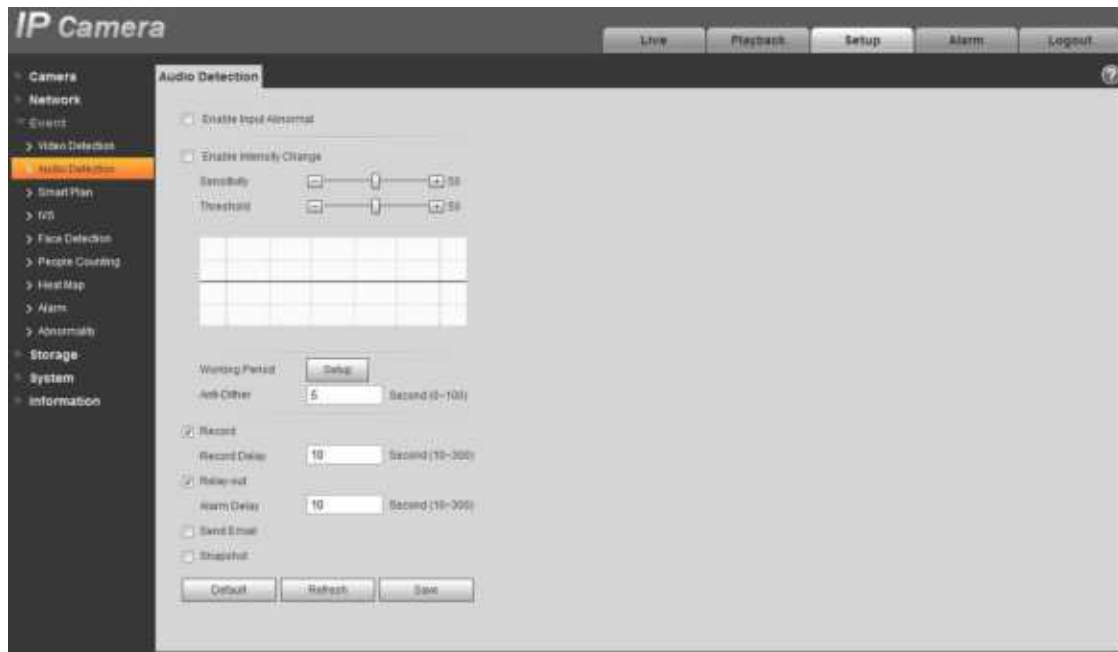 IP Camera
Live
Playback
Setup
Alarm
Logout
Camera
Network
Event
Video Detection
Audio Detection
Smart Plan
IVS
Face Detection
People Counting
Heat Map
Alarm
Abnormality
Storage
System
Information
Audio Detection
?
Enable Input Abnormal
Enable Intensity Change
Sensitivity - + 50
Threshold - + 50
Working Period Setup
Anti-Dither 5 Second (0~100)
Record
Record Delay 10 Second (10~300)
Relay-out
Alarm Delay 10 Second (10~300)
Send Email
Snapshot
Default Refresh Save